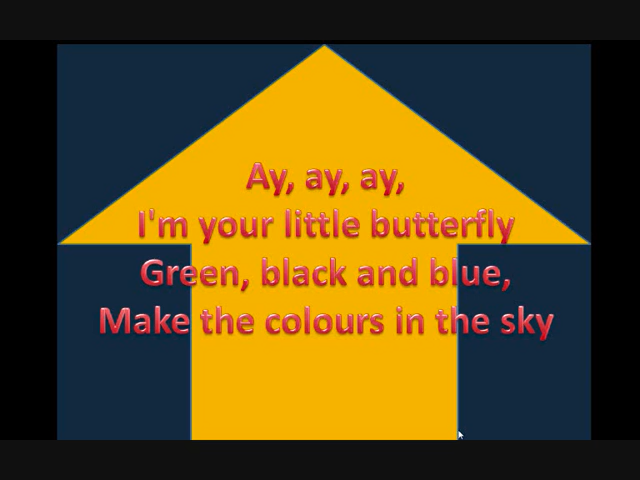 Ay, ay, ay,
I'm your little butterfly
Green, black and blue,
Make the colours in the sky